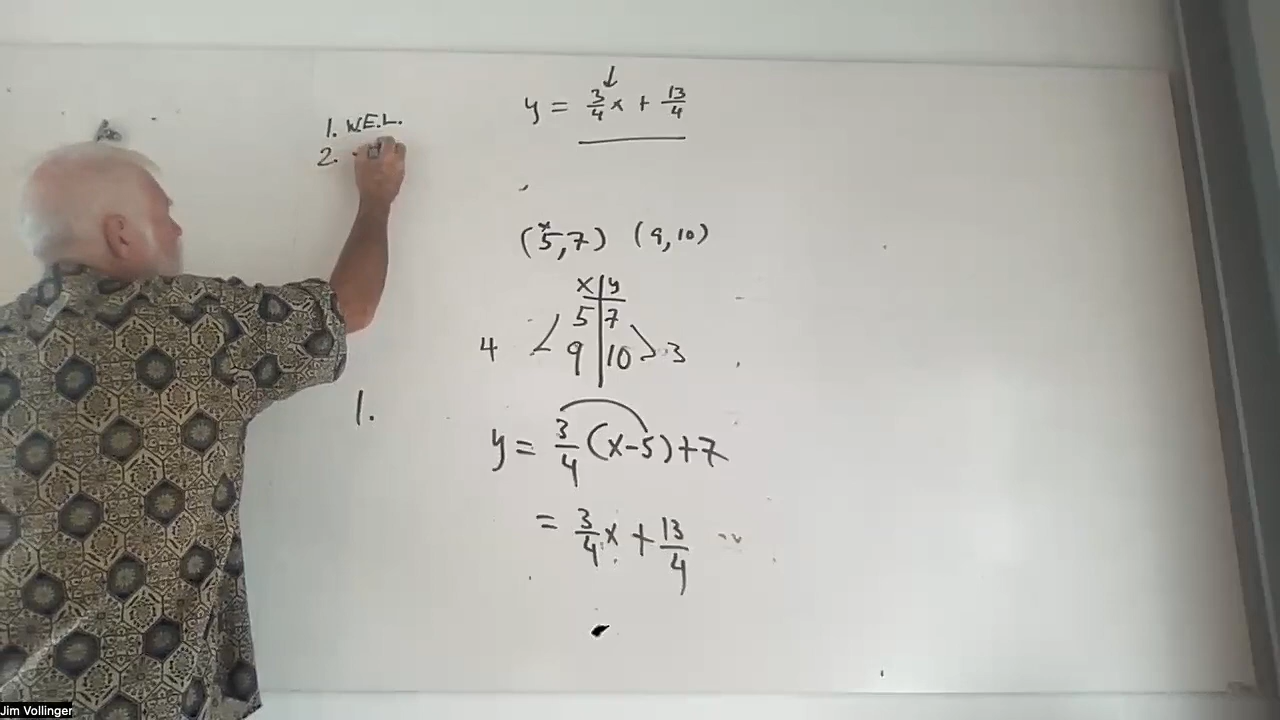 y = 3/4 x + 13/4
1. W.E.L.
2.
(5,7) (9,10)
x
x | y
5 | 7
4 9 | 10 3
1.
y = 3/4 (x-5)+7
= 3/4 x + 13/4
Jim Vollinger